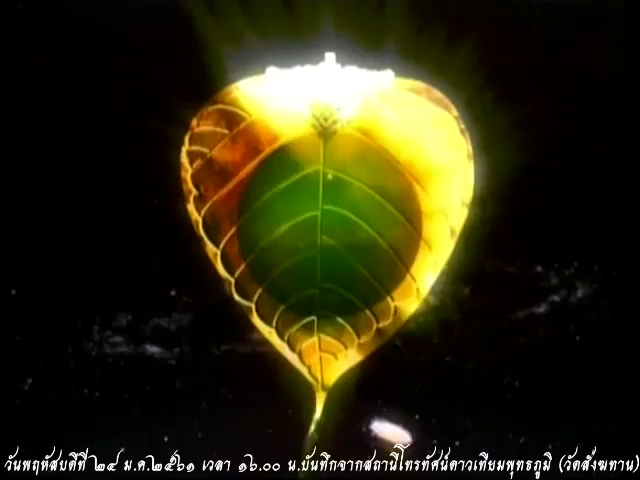 วันพฤหัสบดีที่ ๒๔ ม.ค.๒๕๖๑ เวลา ๑๖.๐๐ น.บันทึกจากสถานีโทรทัศน์ดาวเทียมพุทธภูมิ (วัดสังฆทาน)